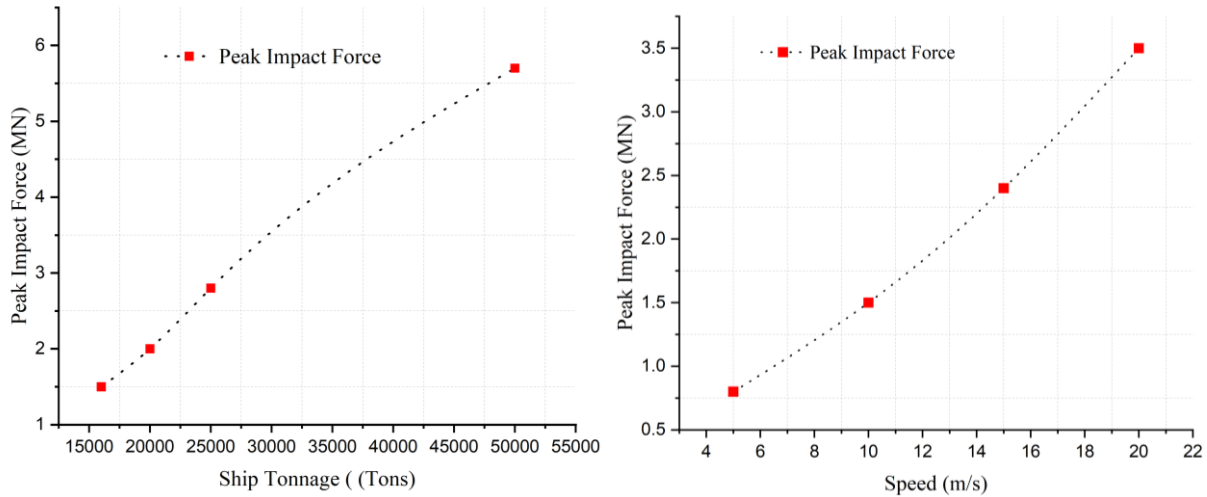 Peak Impact Force
Peak Impact Force (MN)
6
5
4
3
2
1
15000 20000 25000 30000 35000 40000 45000 50000 55000
Ship Tonnage ( (Tons)
Peak Impact Force
Peak Impact Force (MN)
3.5
3.0
2.5
2.0
1.5
1.0
0.5
4 6 8 10 12 14 16 18 20 22
Speed (m/s)